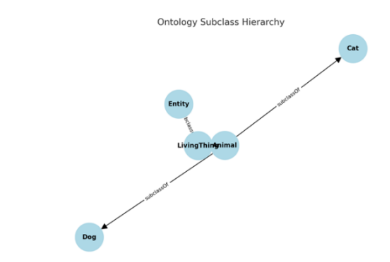 Ontology Subclass Hierarchy
Cat
subclassOf
Entity
LivingThing
Animal
subclassOf
Dog